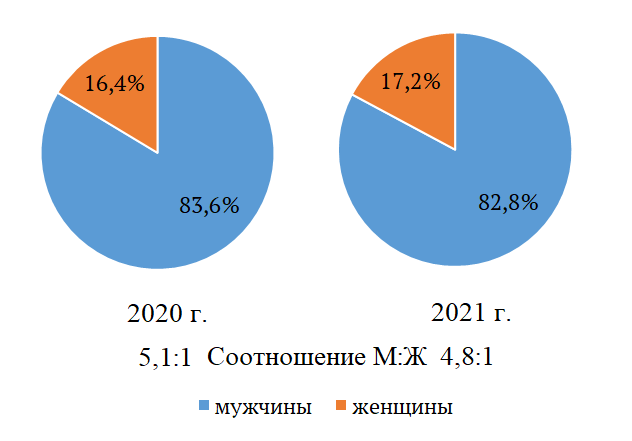 16,4%
83,6%
17,2%
82,8%
2020 г.
2021 г.
5,1:1 Соотношение М:Ж 4,8:1
мужчины женщины